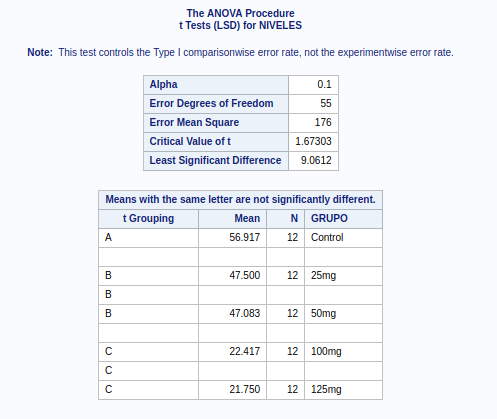 The ANOVA Procedure
t Tests (LSD) for NIVELES
Note: This test controls the Type I comparisonwise error rate, not the experimentwise error rate.
Alpha 0.1
Error Degrees of Freedom 55
Error Mean Square 176
Critical Value of t 1.67303
Least Significant Difference 9.0612
Means with the same letter are not significantly different.
t Grouping Mean N GRUPO
A 56.917 12 Control
B 47.500 12 25mg
B
B 47.083 12 50mg
C 22.417 12 100mg
C
C 21.750 12 125mg